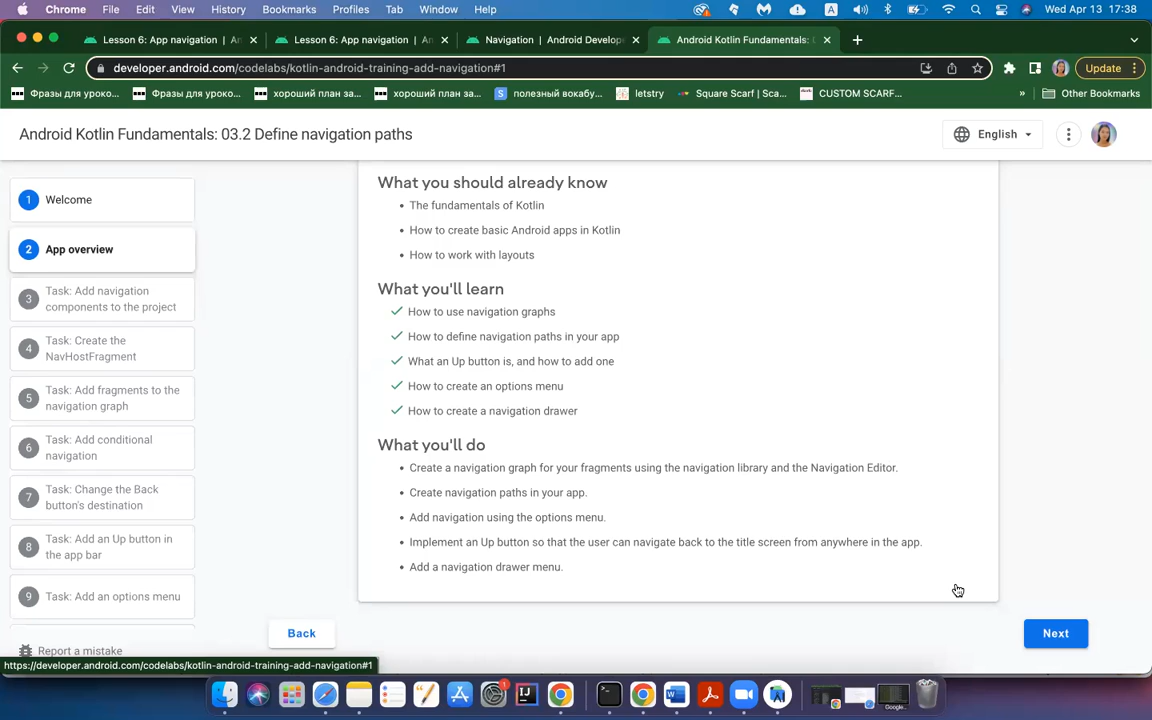 Chrome File Edit View History Bookmarks Profiles Tab Window Help A Wed Apr 13 17:38
Lesson 6: App navigation | An Lesson 6: App navigation | An Navigation | Android Develop Android Kotlin Fundamentals:
developer.android.com/codelabs/kotlin-android-training-add-navigation#1 Update
Фразы для уроко... Фразы для уроко... хороший план за... хороший план за... S полезный вокабу... letstry Square Scarf | Sca... CUSTOM SCARF... » Other Bookmarks
Android Kotlin Fundamentals: 03.2 Define navigation paths English
1 Welcome
2 App overview
3 Task: Add navigation
components to the project
4 Task: Create the
NavHostFragment
5 Task: Add fragments to the
navigation graph
6 Task: Add conditional
navigation
7 Task: Change the Back
button's destination
8 Task: Add an Up button in
the app bar
9 Task: Add an options menu
Report a mistake
https://developer.android.com/codelabs/kotlin-android-training-add-navigation#1
What you should already know
• The fundamentals of Kotlin
• How to create basic Android apps in Kotlin
• How to work with layouts
What you'll learn
How to use navigation graphs
How to define navigation paths in your app
What an Up button is, and how to add one
How to create an options menu
How to create a navigation drawer
What you'll do
• Create a navigation graph for your fragments using the navigation library and the Navigation Editor.
• Create navigation paths in your app.
• Add navigation using the options menu.
• Implement an Up button so that the user can navigate back to the title screen from anywhere in the app.
• Add a navigation drawer menu.
Back Next